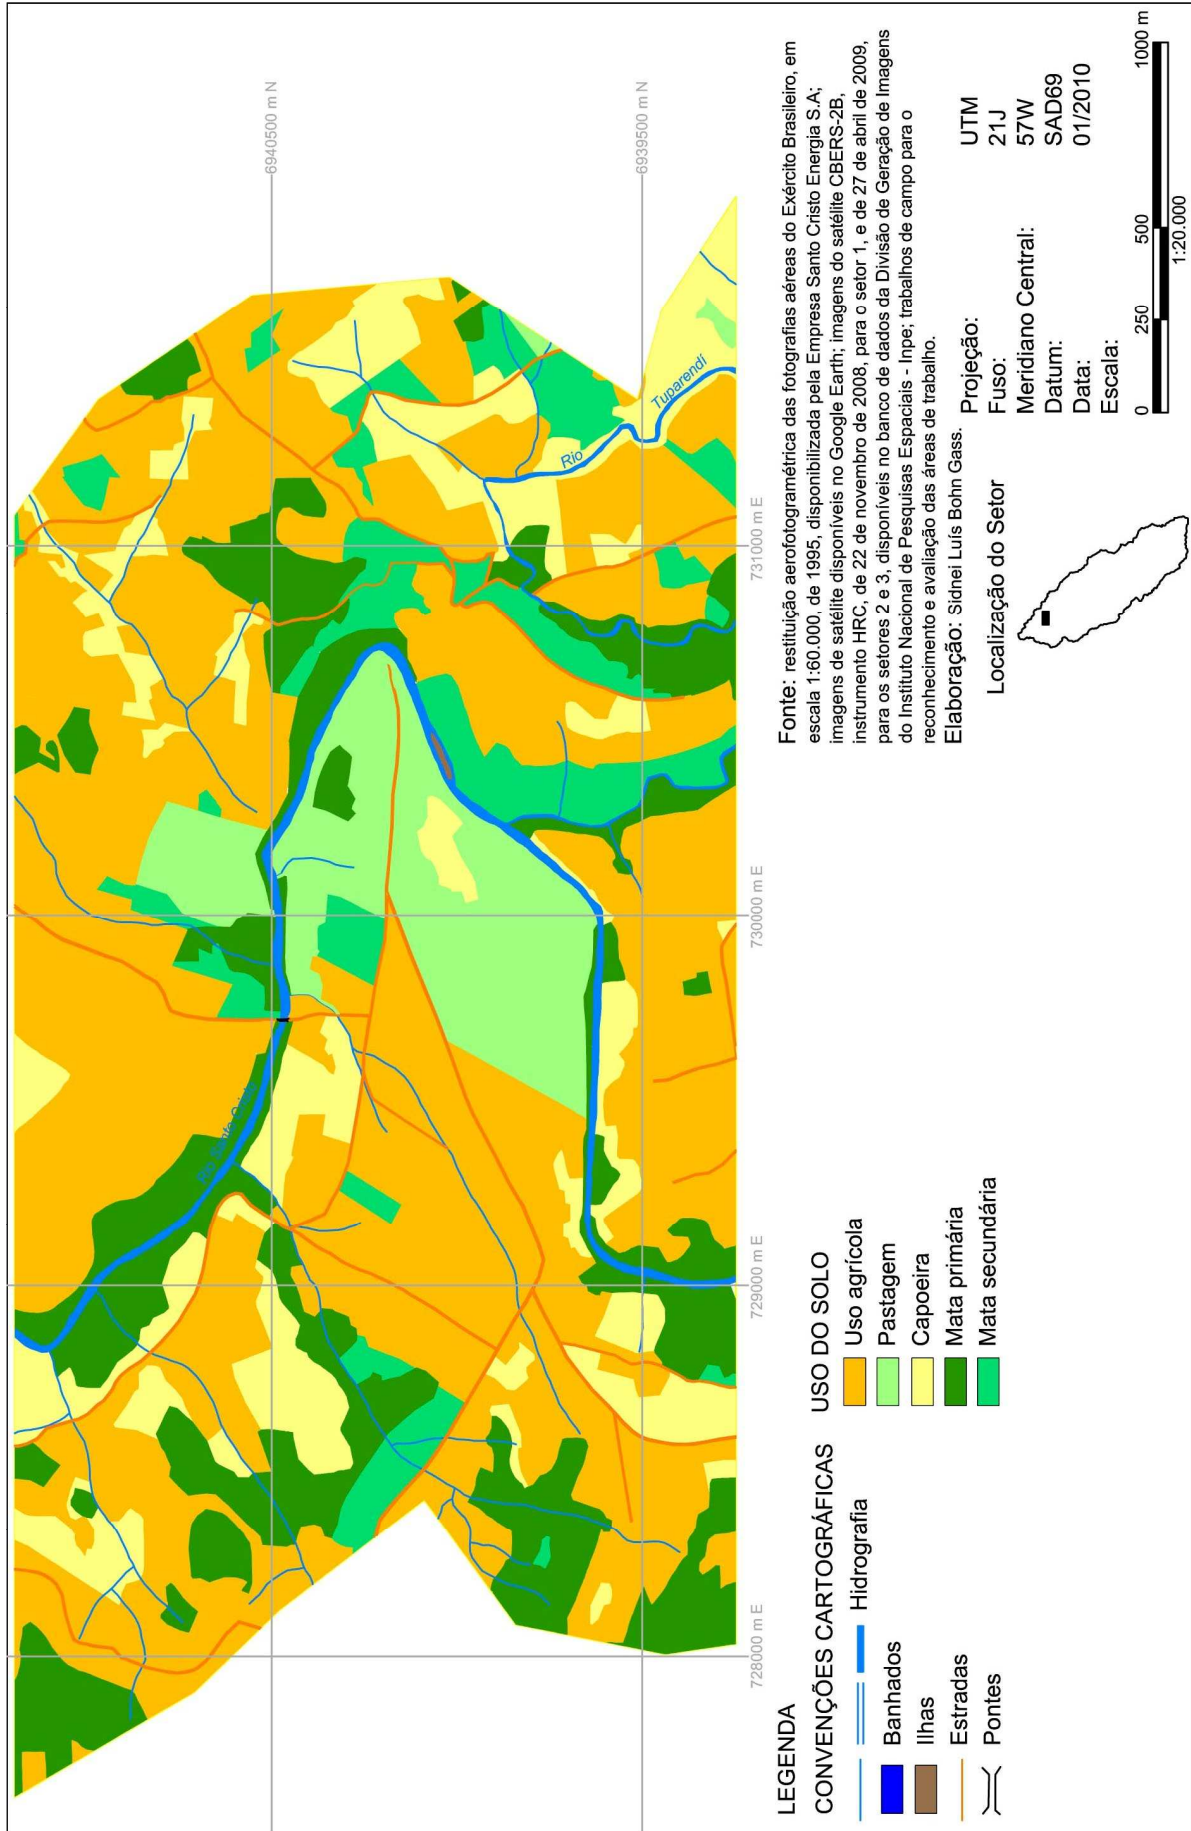 6940500 m N
6939500 m N
Rio Santo Cristo
Rio
Tuparendi
728000 m E
729000 m E
730000 m E
731000 m E
LEGENDA
CONVENÇÕES CARTOGRÁFICAS
Hidrografia
Banhados
Ilhas
Estradas
Pontes
USO DO SOLO
Uso agrícola
Pastagem
Capoeira
Mata primária
Mata secundária
Fonte: restituição aerofotogramétrica das fotografias aéreas do Exército Brasileiro, em
escala 1:60.000, de 1995, disponibilizada pela Empresa Santo Cristo Energia S.A;
imagens de satélite disponíveis no Google Earth; imagens do satélite CBERS-2B,
instrumento HRC, de 22 de novembro de 2008, para o setor 1, e de 27 de abril de 2009,
para os setores 2 e 3, disponíveis no banco de dados da Divisão de Geração de Imagens
do Instituto Nacional de Pesquisas Espaciais - Inpe; trabalhos de campo para o
reconhecimento e avaliação das áreas de trabalho.
Elaboração: Sidnei Luís Bohn Gass.
Localização do Setor
Projeção: UTM
Fuso: 21J
Meridiano Central: 57W
Datum: SAD69
Data: 01/2010
Escala:
0 250 500 1000 m
1:20.000